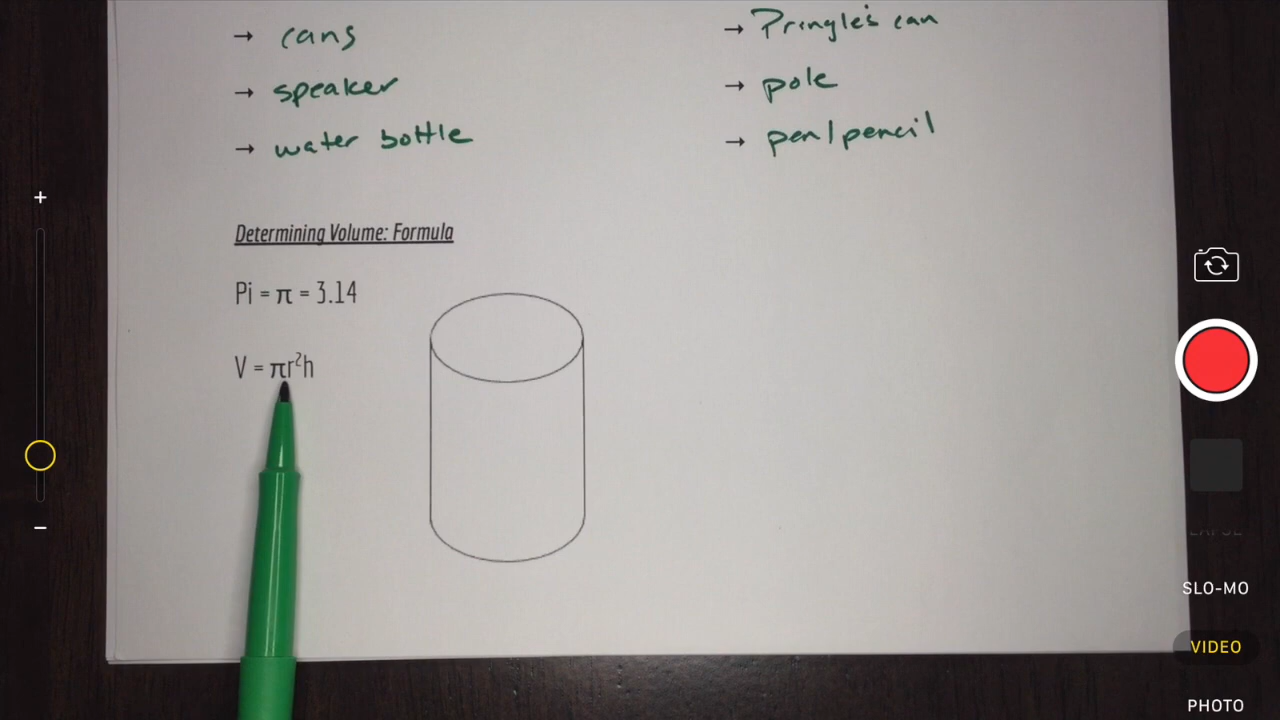 → cans
→ Pringle's can
→ speaker
→ pole
→ water bottle
→ pen/pencil
Determining Volume: Formula
Pi = π = 3.14
V = πr²h
SLO-MO
VIDEO
PHOTO